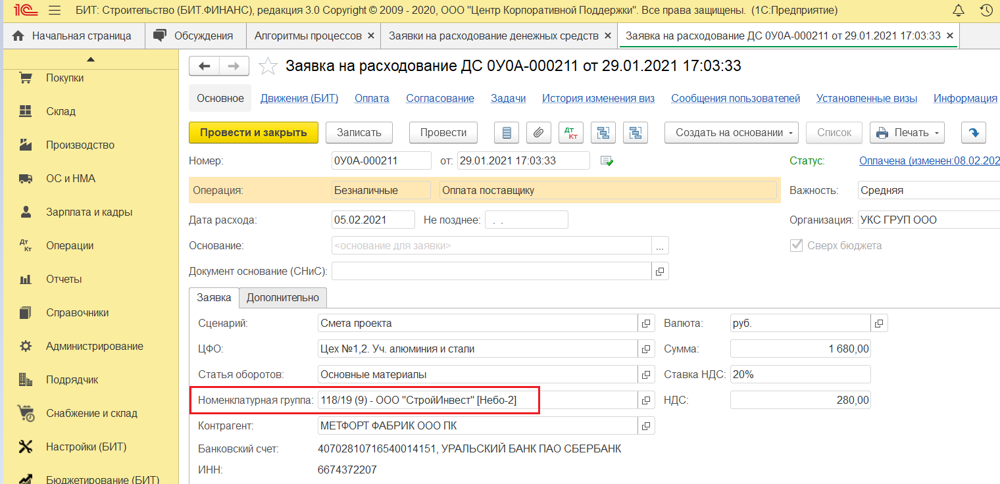 1С БИТ: Строительство (БИТ.ФИНАНС), редакция 3.0 Copyright © 2009 - 2020, ООО "Центр Корпоративной Поддержки". Все права защищены. (1С:Предприятие)
Начальная страница Обсуждения Алгоритмы процессов × Заявки на расходование денежных средств × Заявка на расходование ДС 0У0А-000211 от 29.01.2021 17:03:33 ×
Покупки
Склад
Производство
ОС и НМА
Зарплата и кадры
Дт Кт Операции
Отчеты
Справочники
Администрирование
Подрядчик
Снабжение и склад
Настройки (БИТ)
Бюджетирование (БИТ)
Заявка на расходование ДС 0У0А-000211 от 29.01.2021 17:03:33
Основное Движения (БИТ) Оплата Согласование Задачи История изменения виз Сообщения пользователей Установленные визы Информация
Провести и закрыть Записать Провести Дт Кт Создать на основании Список Печать
Номер: 0У0А-000211 от: 29.01.2021 17:03:33 Статус: Оплачена (изменен:08.02.202
Операция: Безналичные Оплата поставщику Важность: Средняя
Дата расхода: 05.02.2021 Не позднее: . . Организация: УКС ГРУП ООО
Основание: <основание для заявки> ... Сверх бюджета
Документ основание (СНиС):
Заявка Дополнительно
Сценарий: Смета проекта Валюта: руб.
ЦФО: Цех №1,2. Уч. алюминия и стали Сумма: 1 680,00
Статья оборотов: Основные материалы Ставка НДС: 20%
Номенклатурная группа: 118/19 (9) - ООО "СтройИнвест" [Небо-2] НДС: 280,00
Контрагент: МЕТФОРТ ФАБРИК ООО ПК
Банковский счет: 40702810716540014151, УРАЛЬСКИЙ БАНК ПАО СБЕРБАНК
ИНН: 6674372207